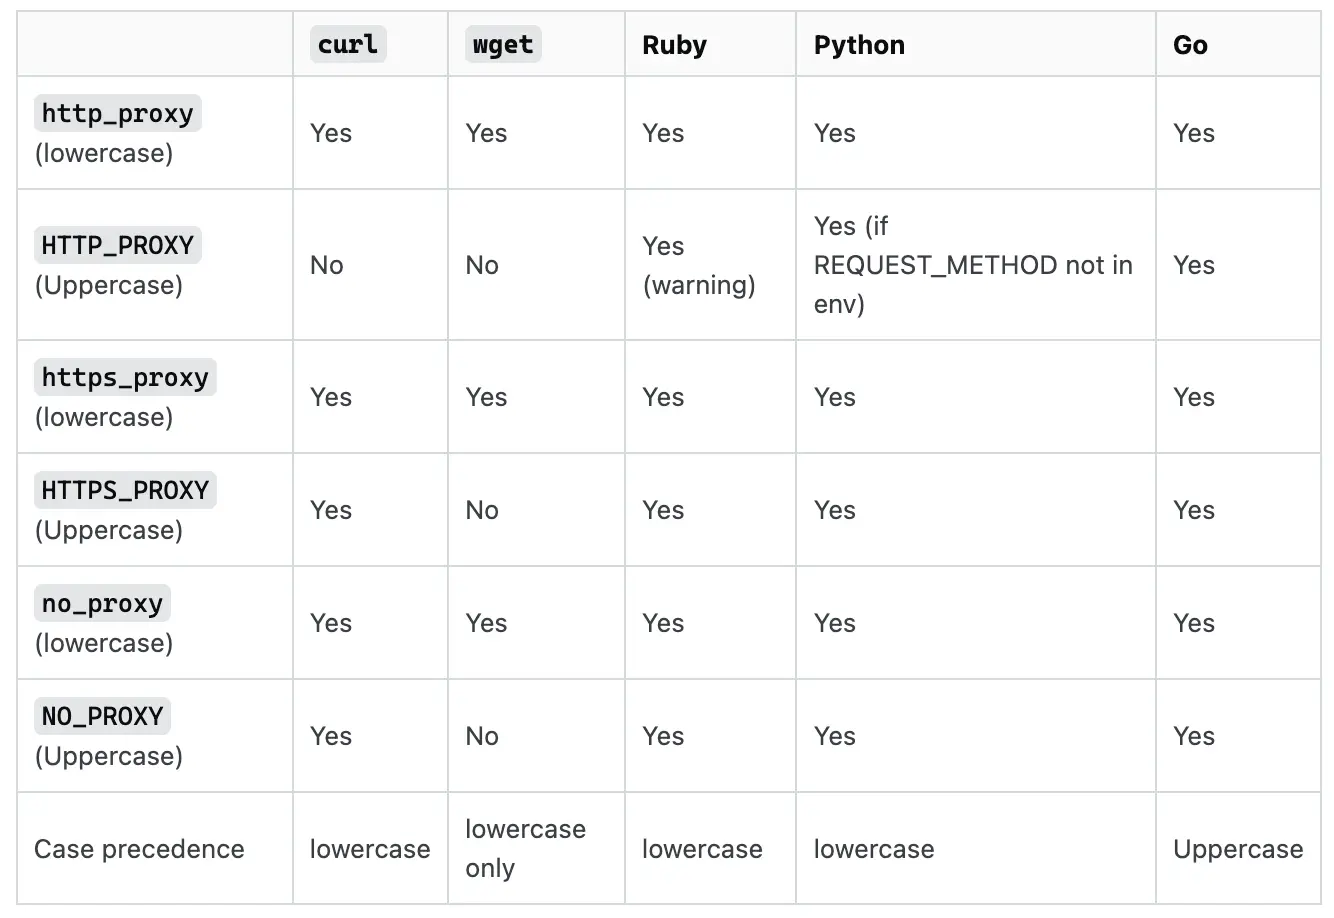 curl wget Ruby Python Go
http_proxy
(lowercase) Yes Yes Yes Yes Yes
HTTP_PROXY
(Uppercase) No No Yes
(warning) Yes (if
REQUEST_METHOD not in
env) Yes
https_proxy
(lowercase) Yes Yes Yes Yes Yes
HTTPS_PROXY
(Uppercase) Yes No Yes Yes Yes
no_proxy
(lowercase) Yes Yes Yes Yes Yes
NO_PROXY
(Uppercase) Yes No Yes Yes Yes
Case precedence lowercase lowercase
only lowercase lowercase Uppercase